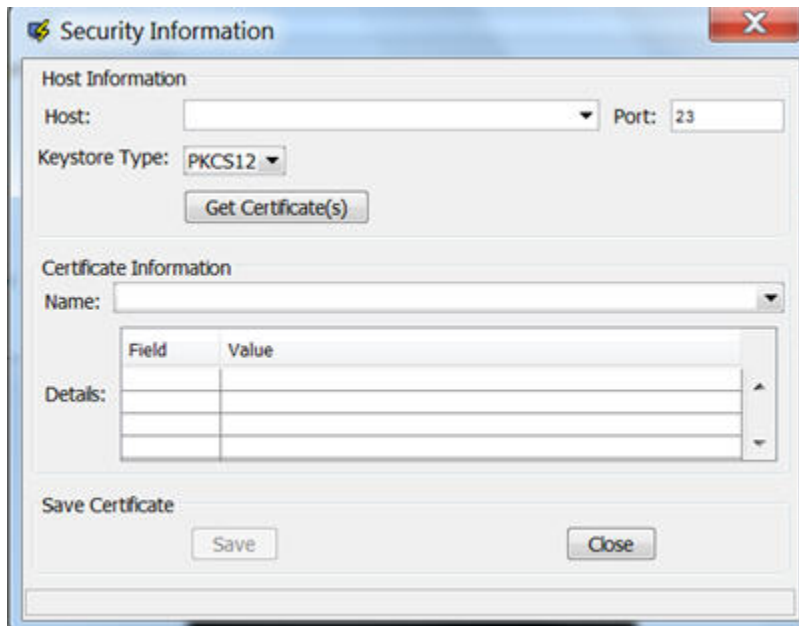 Security Information
Host Information
Host: Port: 23
Keystore Type: PKCS12
Get Certificate(s)
Certificate Information
Name:
Field Value
Details:
Save Certificate
Save Close